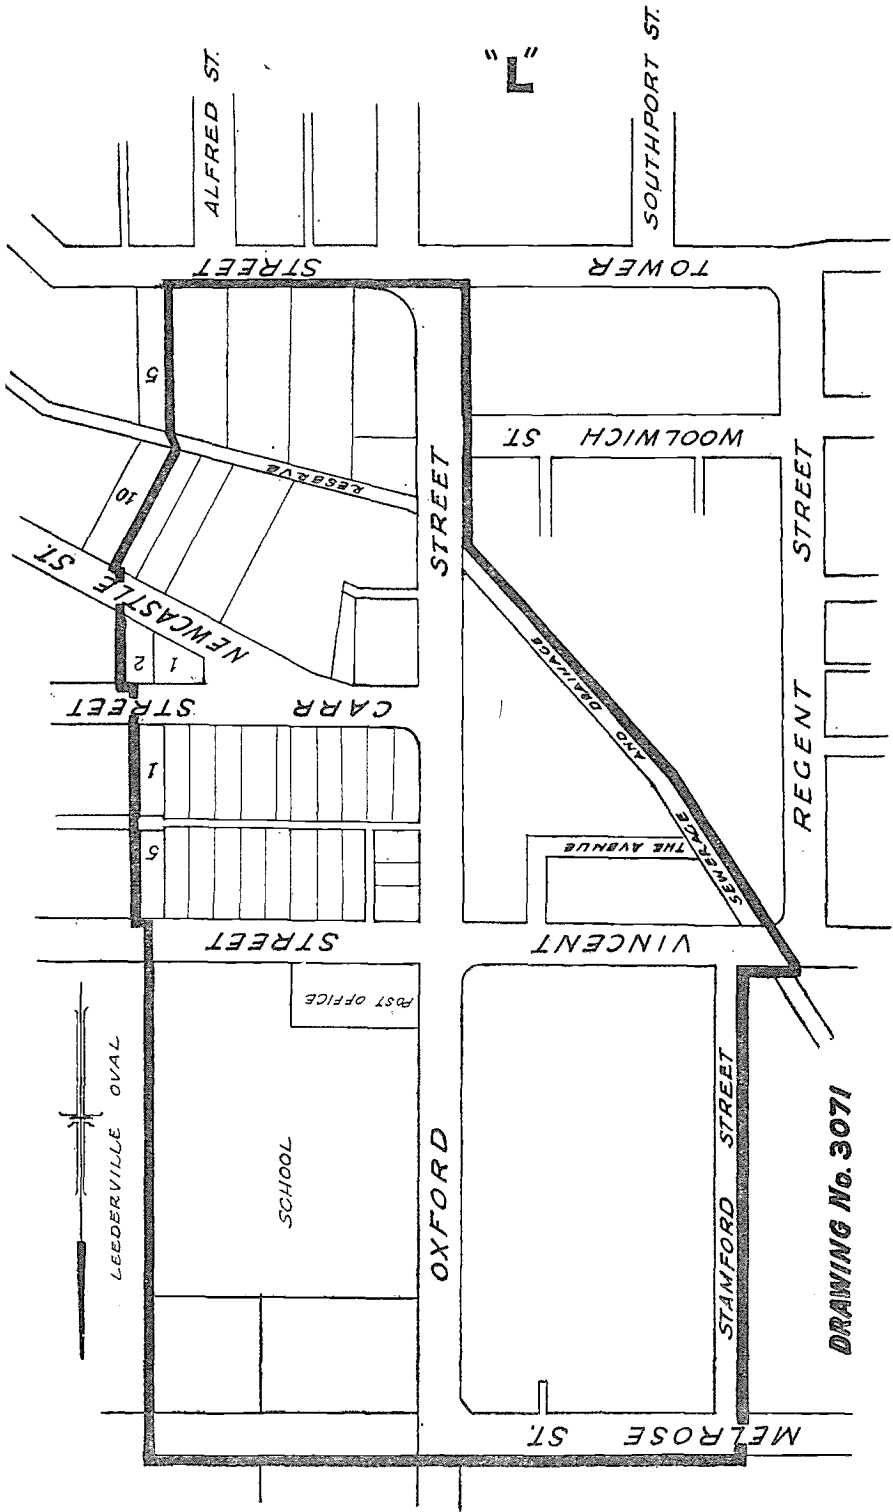 "L"
ALFRED ST.
SOUTHPORT ST.
TOWER STREET
5
10
RESERVE
WOOLWICH ST.
NEWCASTLE ST.
2
1
CARR STREET
1
5
OXFORD STREET
SEWERAGE AND DRAINAGE
THE AVENUE
REGENT STREET
VINCENT STREET
POST OFFICE
SCHOOL
LEEDERVILLE OVAL
STAMFORD STREET
MELROSE ST.
DRAWING No. 3071